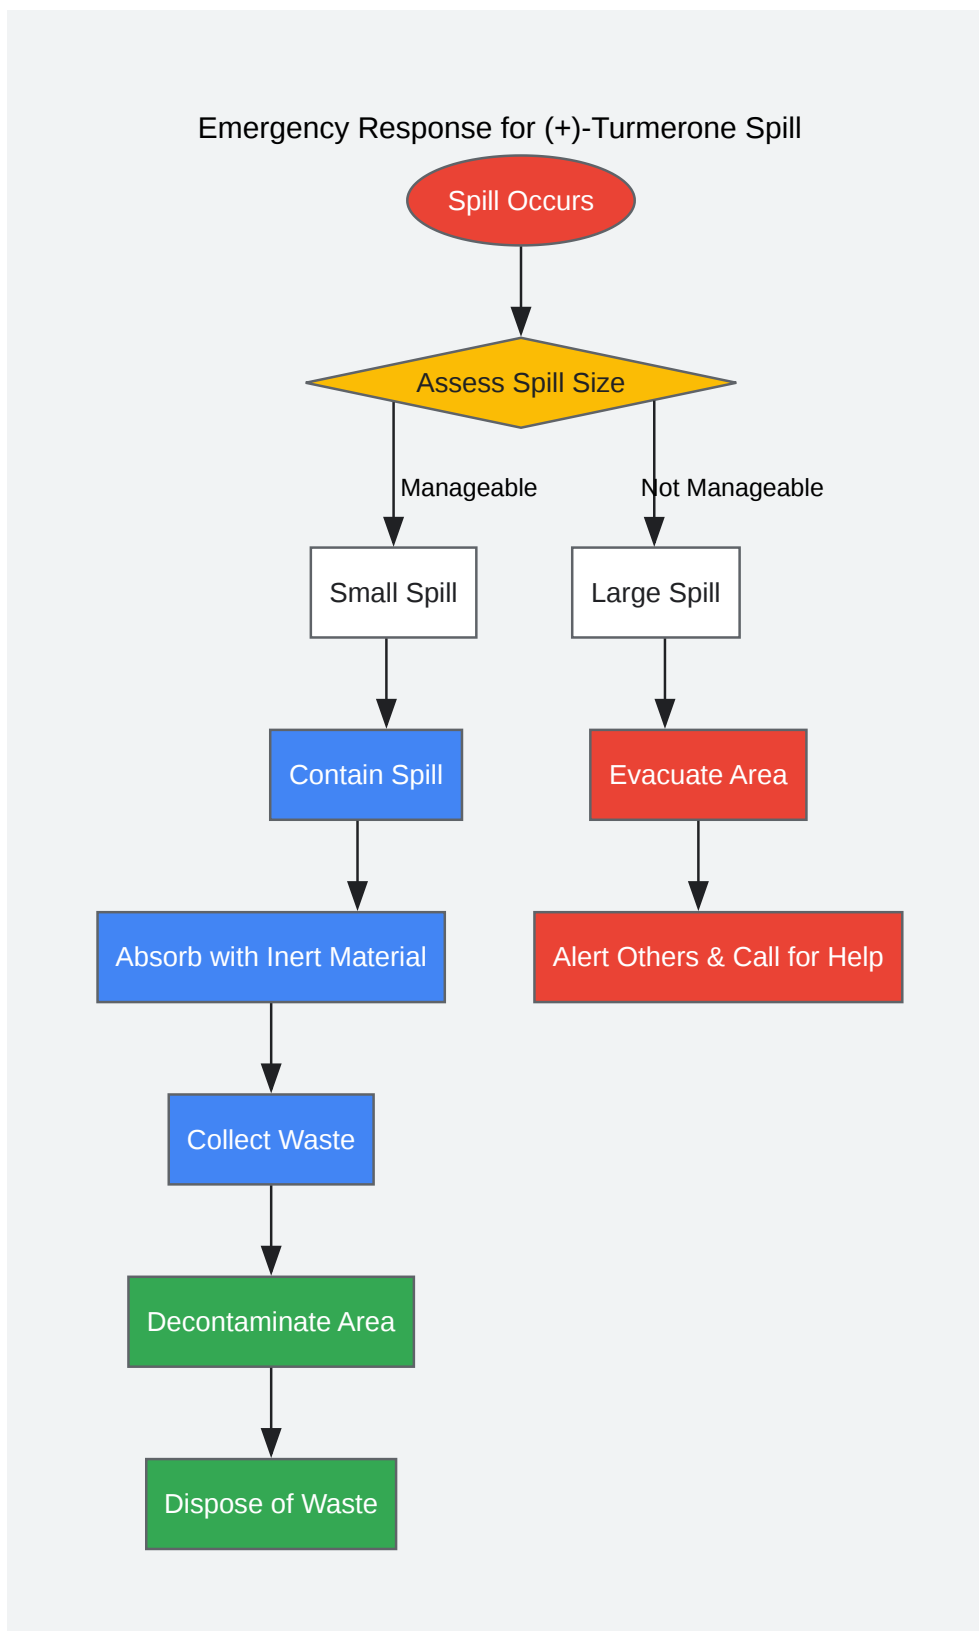 Emergency Response for (+)-Turmerone Spill
Spill Occurs
Assess Spill Size
Manageable
Not Manageable
Small Spill
Large Spill
Contain Spill
Evacuate Area
Absorb with Inert Material
Alert Others & Call for Help
Collect Waste
Decontaminate Area
Dispose of Waste